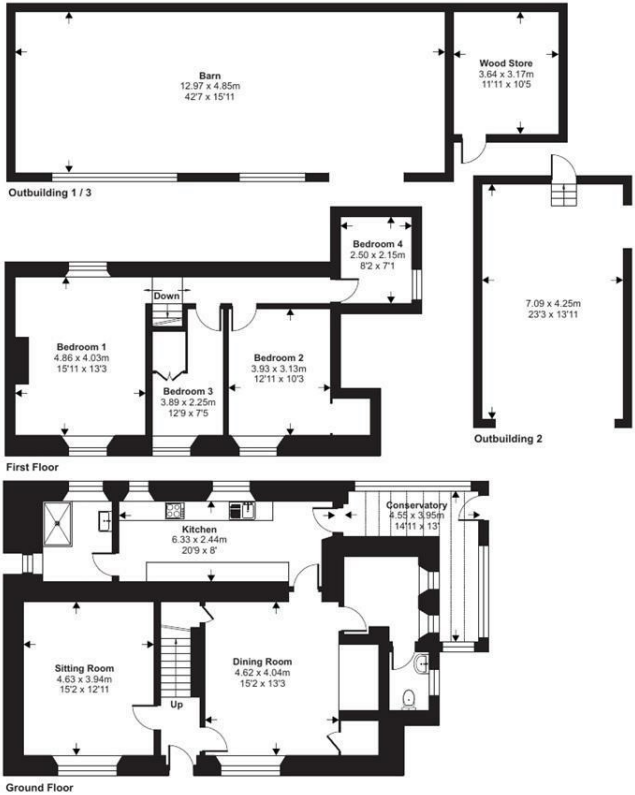 Barn
12.97 x 4.85m
42'7 x 15'11
Wood Store
3.64 x 3.17m
11'11 x 10'5
Outbuilding 1 / 3
Bedroom 4
2.50 x 2.15m
8'2 x 7'1
Down
7.09 x 4.25m
23'3 x 13'11
Bedroom 1
4.86 x 4.03m
15'11 x 13'3
Bedroom 2
3.93 x 3.13m
12'11 x 10'3
Bedroom 3
3.89 x 2.25m
12'9 x 7'5
Outbuilding 2
First Floor
Conservatory
4.55 x 3.95m
14'11 x 13'
Kitchen
6.33 x 2.44m
20'9 x 8'
Sitting Room
4.63 x 3.94m
15'2 x 12'11
Dining Room
4.62 x 4.04m
15'2 x 13'3
Up
Ground Floor